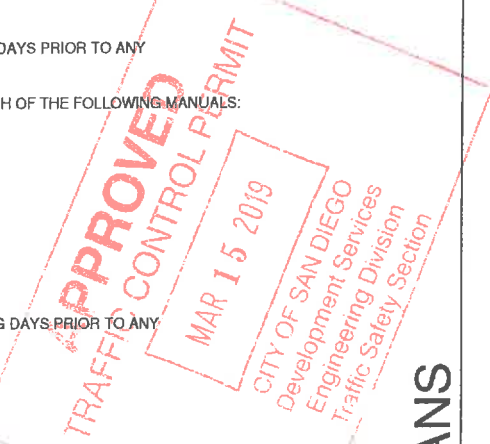 DAYS PRIOR TO ANY
H OF THE FOLLOWING MANUALS:
APPROVED
TRAFFIC CONTROL PERMIT
MAR 15 2019
CITY OF SAN DIEGO
Development Services
Engineering Division
Traffic Safety Section
G DAYS PRIOR TO ANY
ANS